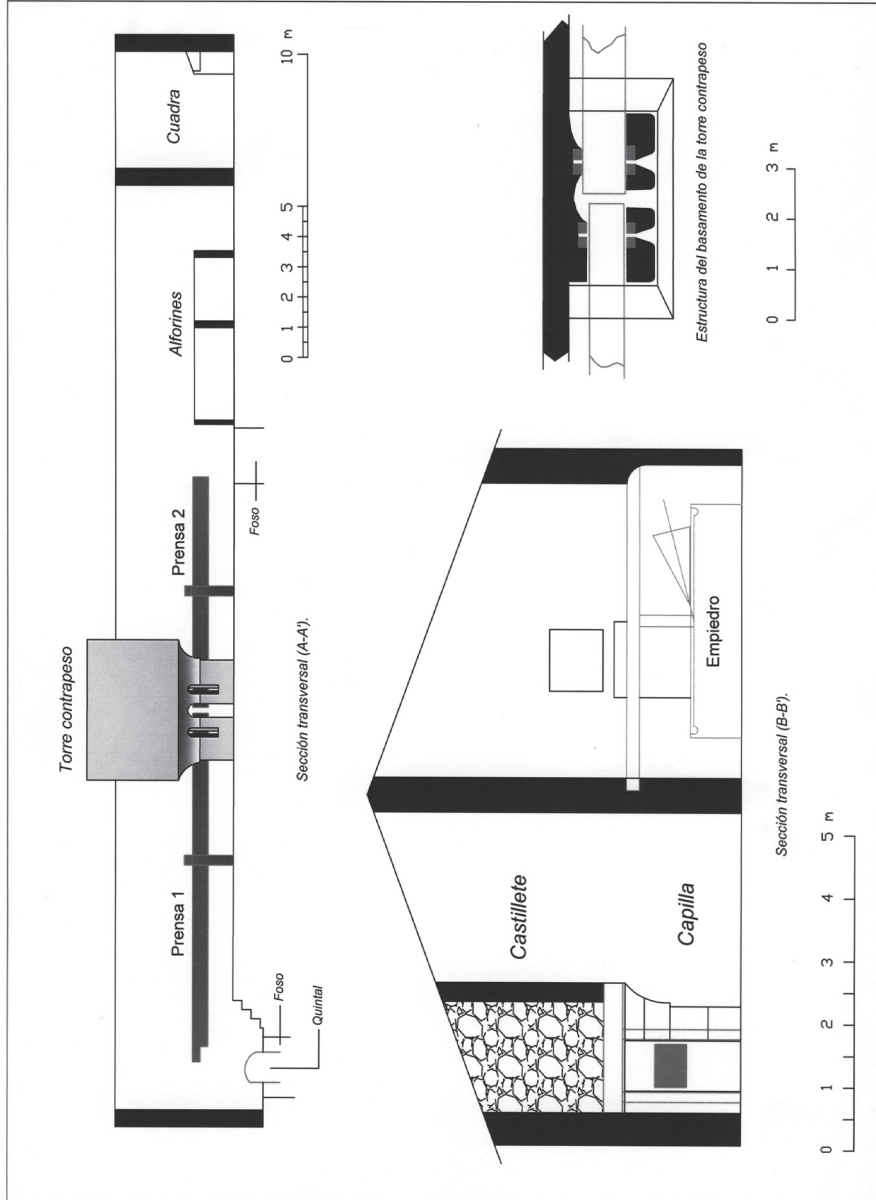 Torre contrapeso
Prensa 1
Prensa 2
Alforines
Cuadra
Foso
Quintal
Foso
0 1 2 3 4 5 10 m
Sección transversal (A-A').
Castillete
Capilla
Empiedro
Sección transversal (B-B').
0 1 2 3 4 5 m
Estructura del basamento de la torre contrapeso
0 1 2 3 m